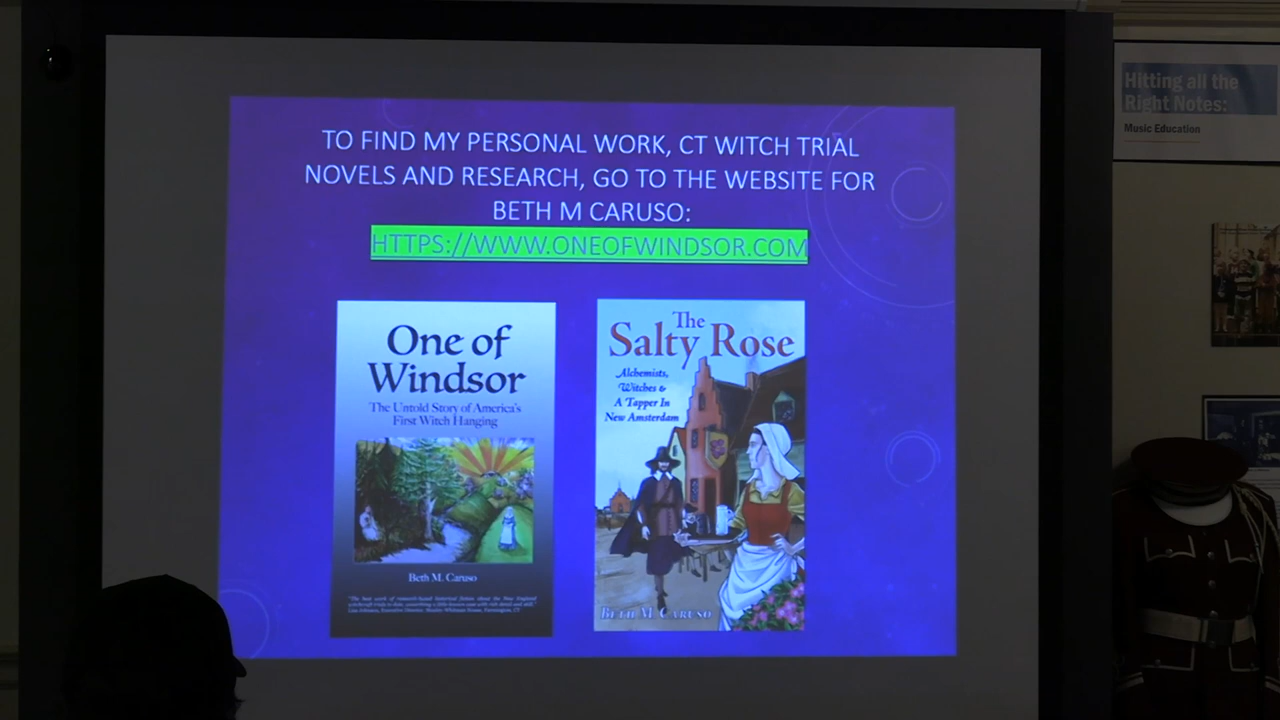 TO FIND MY PERSONAL WORK, CT WITCH TRIAL
NOVELS AND RESEARCH, GO TO THE WEBSITE FOR
BETH M CARUSO:
HTTPS://WWW.ONEOFWINDSOR.COM
One of
Windsor
The Untold Story of America's
First Witch Hanging
Beth M. Caruso
The
Salty Rose
Alchemists,
Witches &
A Tapper In
New Amsterdam
BETH M CARUSO
Hitting all the
Right Notes:
Music Education